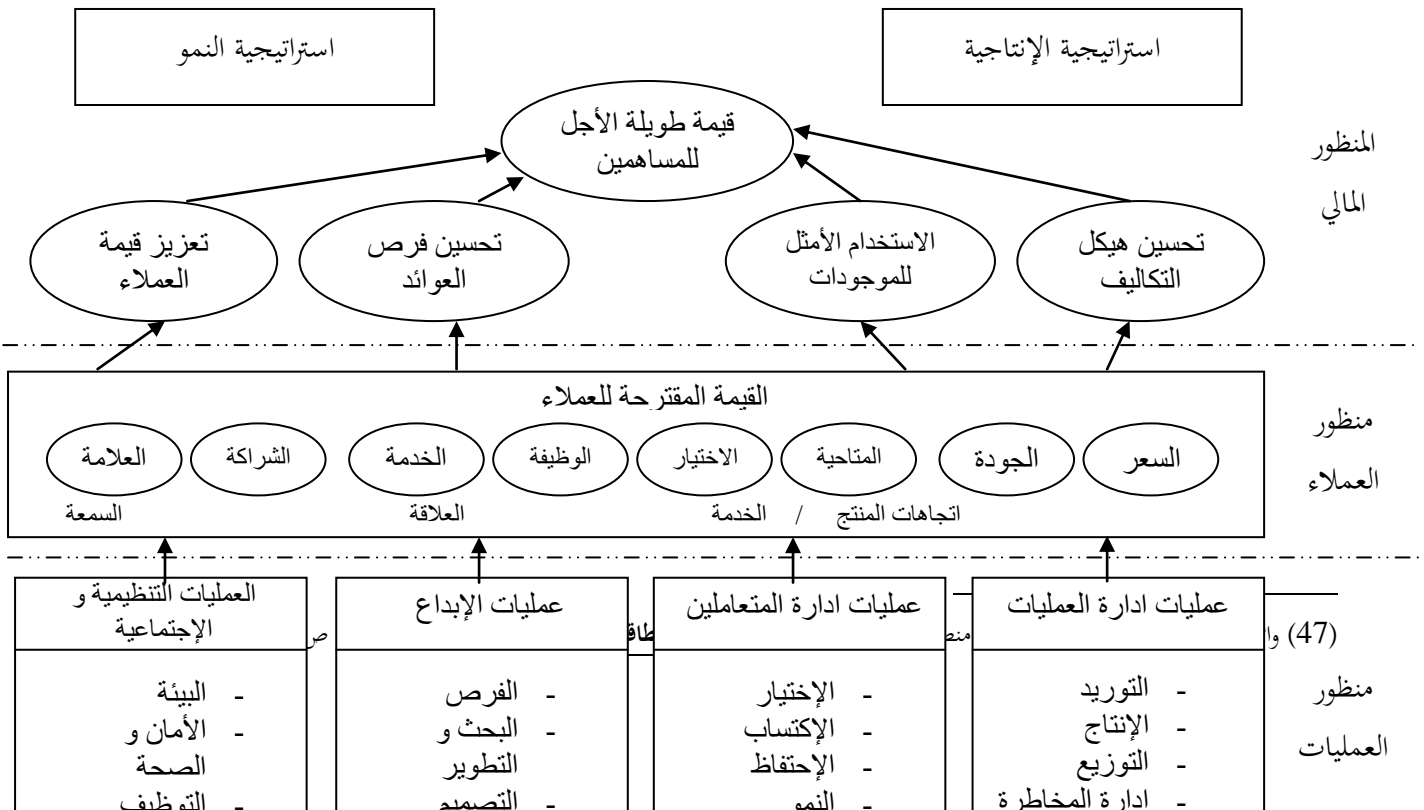 استراتيجية الإنتاجية
استراتيجية النمو
المنظور
المالي
قيمة طويلة الأجل
للمساهمين
تحسين هيكل
التكاليف
الاستخدام الأمثل
للموجودات
تحسين فرص
العوائد
تعزيز قيمة
العملاء
منظور
العملاء
القيمة المقترحة للعملاء
السعر
الجودة
المتاحية
الاختيار
الوظيفة
الخدمة
الشراكة
العلامة
اتجاهات المنتج / الخدمة
العلاقة
السمعة
(47)
منظور
العمليات
عمليات ادارة العمليات
- التوريد
- الإنتاج
- التوزيع
- ادارة المخاطرة
عمليات ادارة المتعاملين
- الإختيار
- الإكتساب
- الإحتفاظ
- النمو
عمليات الإبداع
- الفرص
- البحث و
التطوير
- التصميم
العمليات التنظيمية و
الإجتماعية
- البيئة
- الأمان و
الصحة
- التوظيف